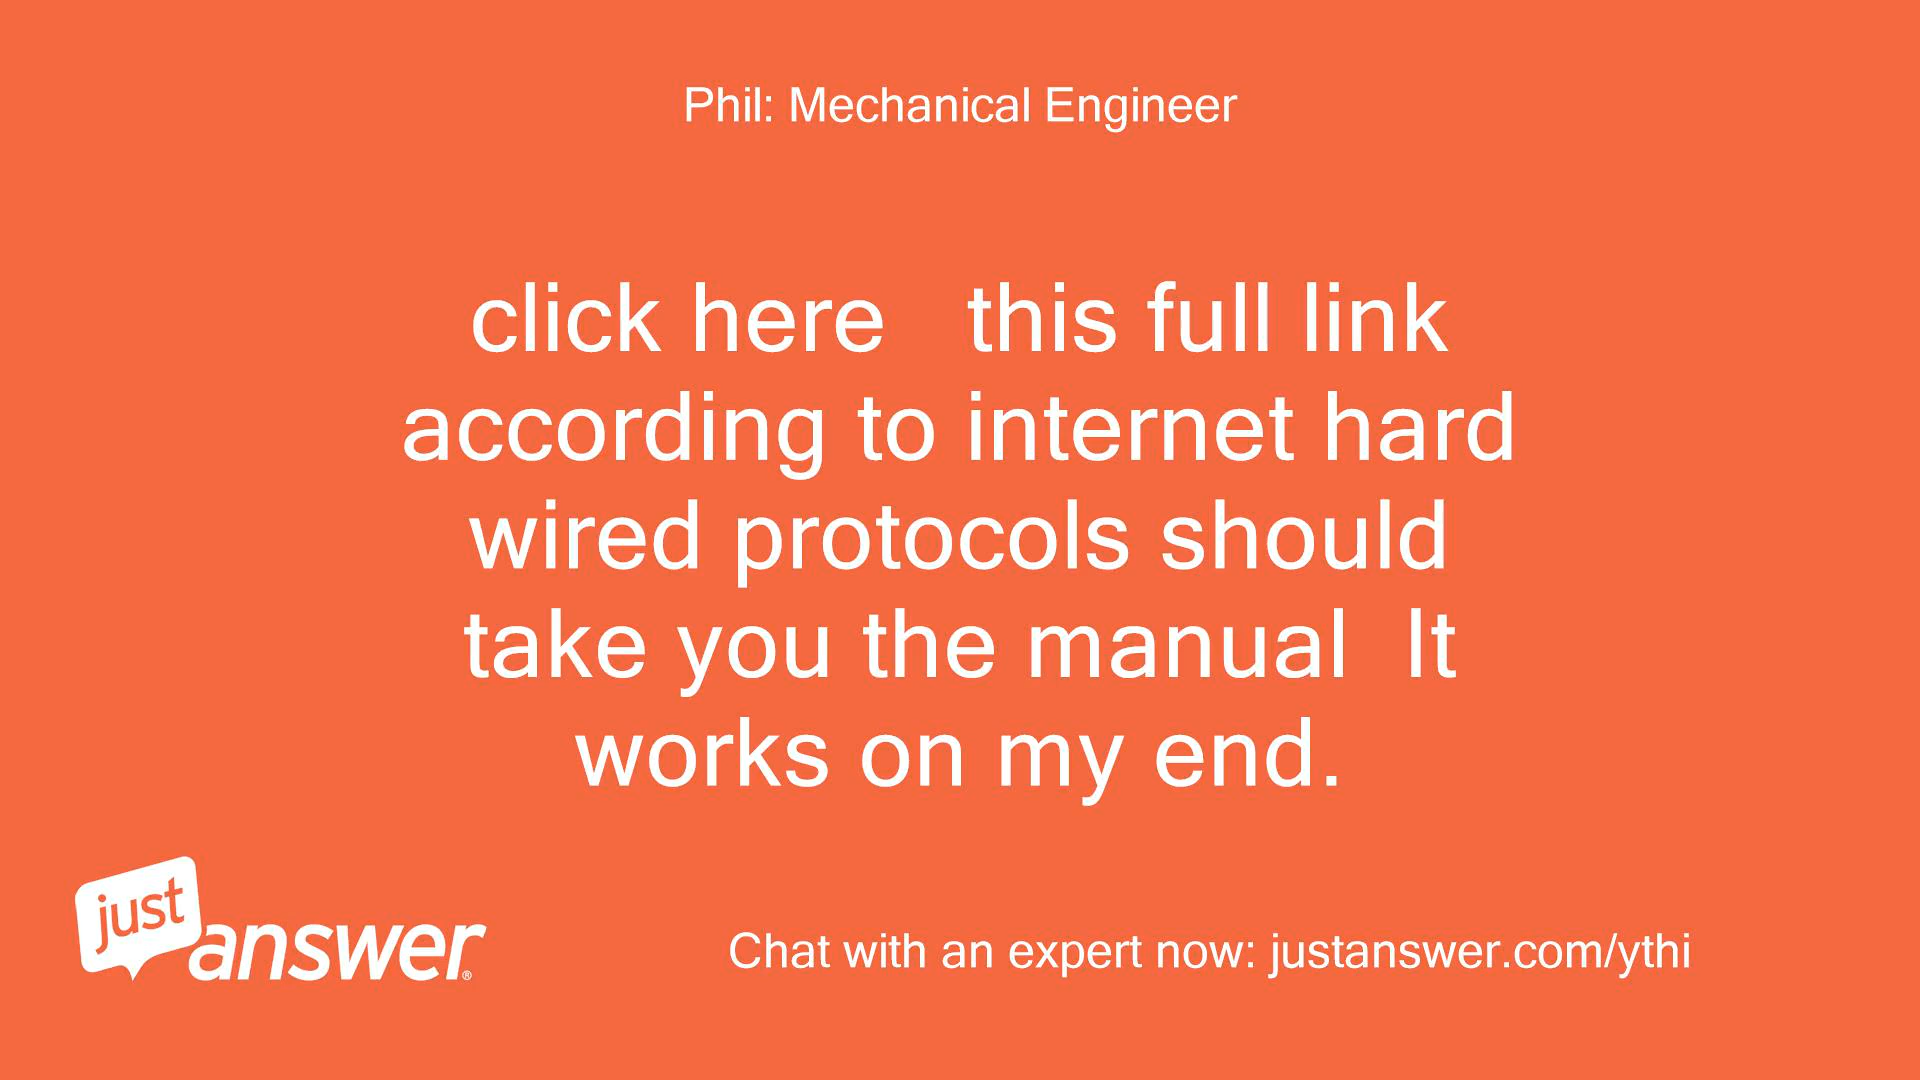 Phil: Mechanical Engineer
click here   this full link
according to internet hard
wired protocols should
take you the manual  It
works on my end.
just
answer®
Chat with an expert now: justanswer.com/ythi